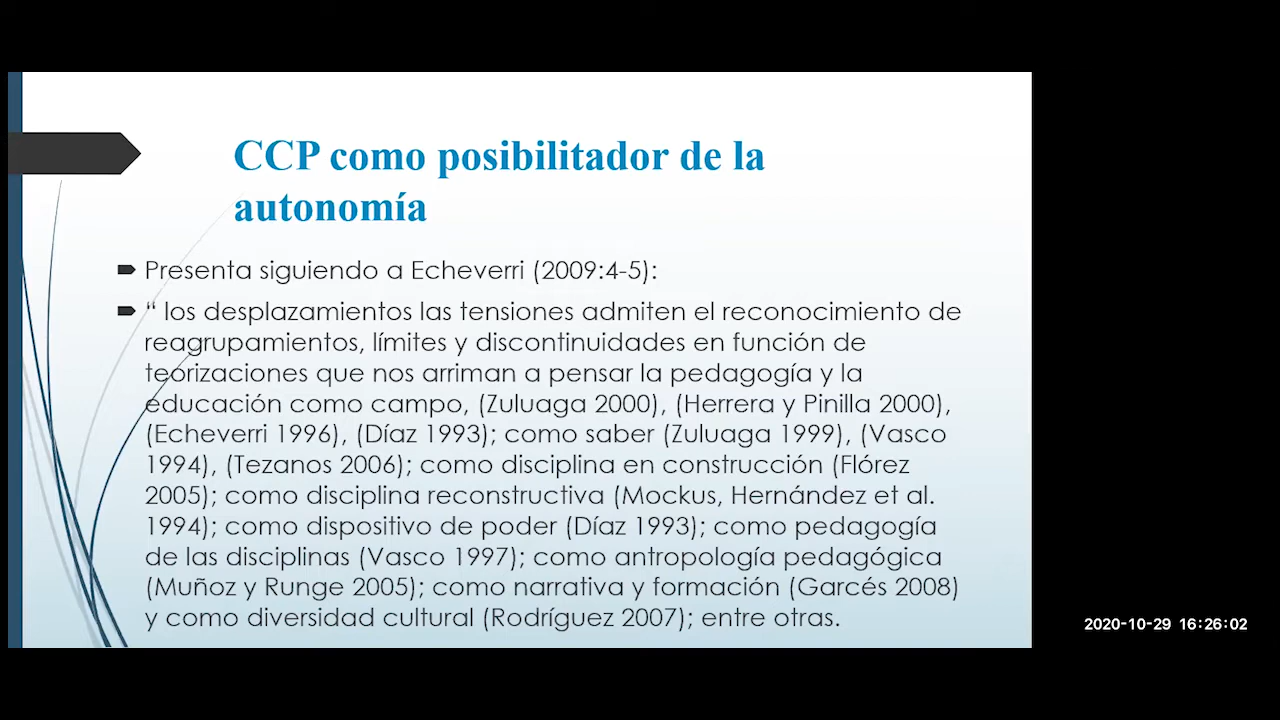 CCP como posibilitador de la
autonomía
Presenta siguiendo a Echeverri (2009:4-5):
“ los desplazamientos las tensiones admiten el reconocimiento de
reagrupamientos, límites y discontinuidades en función de
teorizaciones que nos arriman a pensar la pedagogía y la
educación como campo, (Zuluaga 2000), (Herrera y Pinilla 2000),
(Echeverri 1996), (Díaz 1993); como saber (Zuluaga 1999), (Vasco
1994), (Tezanos 2006); como disciplina en construcción (Flórez
2005); como disciplina reconstructiva (Mockus, Hernández et al.
1994); como dispositivo de poder (Díaz 1993); como pedagogía
de las disciplinas (Vasco 1997); como antropología pedagógica
(Muñoz y Runge 2005); como narrativa y formación (Garcés 2008)
y como diversidad cultural (Rodríguez 2007); entre otras.
2020-10-29 16:26:02